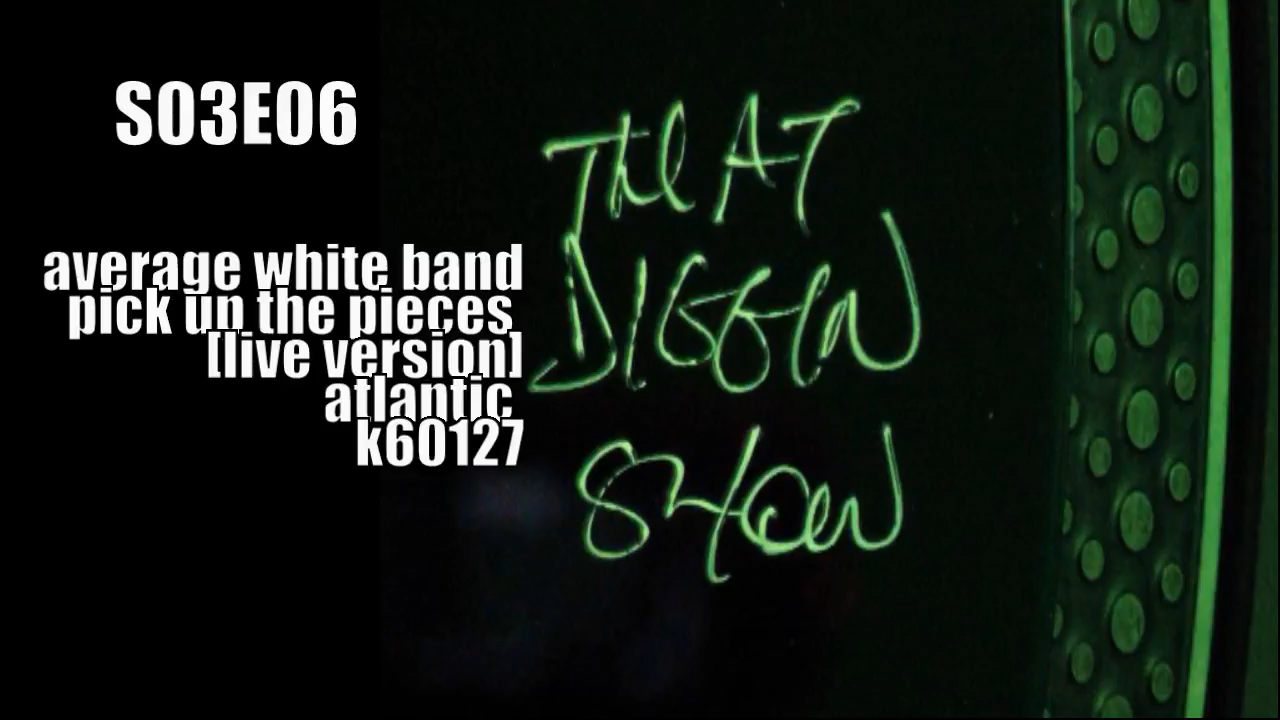 S03E06
average white band
pick up the pieces
[live version]
atlantic
k60127
THE AT
DIGGIN
SHOW